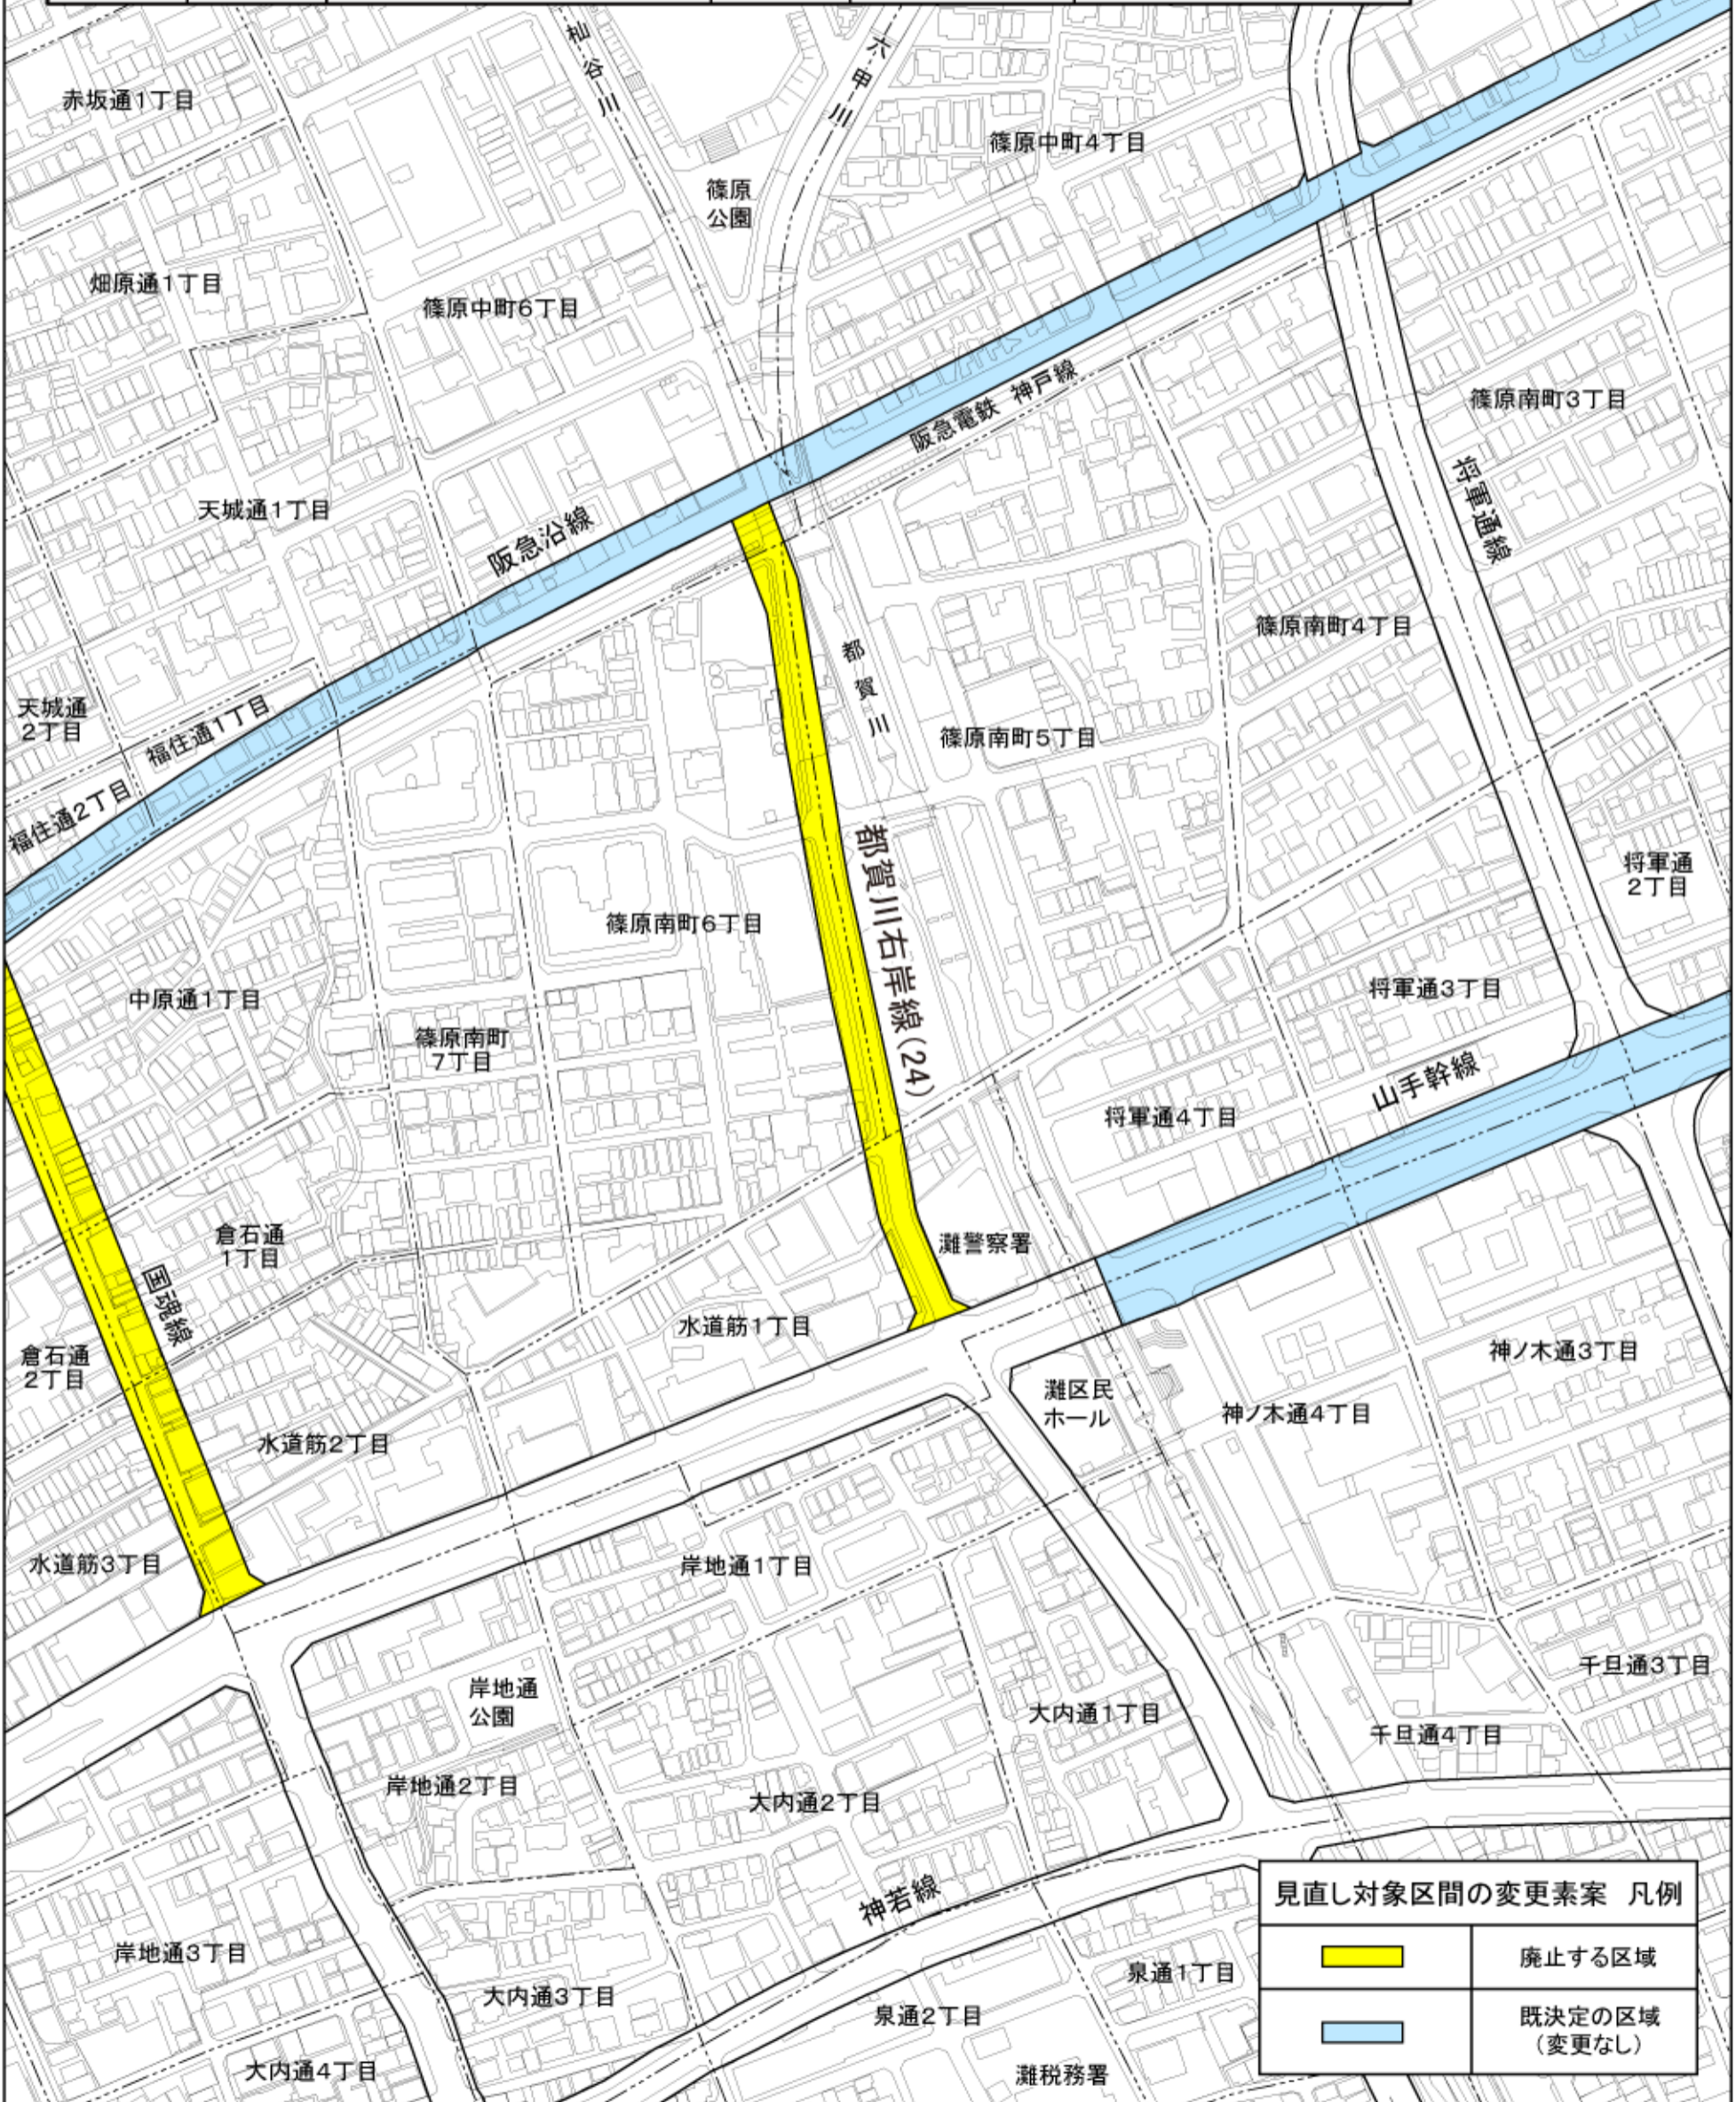 杣谷川
六甲川
赤坂通1丁目
篠原中町4丁目
篠原
公園
畑原通1丁目
篠原中町6丁目
阪急電鉄 神戸線
篠原南町3丁目
将軍通線
天城通1丁目
阪急沿線
篠原南町4丁目
都賀川
天城通
2丁目
福住通1丁目
篠原南町5丁目
福住通2丁目
将軍通
2丁目
都賀川右岸線(24)
篠原南町6丁目
中原通1丁目
将軍通3丁目
篠原南町
7丁目
山手幹線
将軍通4丁目
倉石通
1丁目
灘警察署
国魂線
水道筋1丁目
倉石通
2丁目
神ノ木通3丁目
灘区民
ホール
神ノ木通4丁目
水道筋2丁目
水道筋3丁目
岸地通1丁目
千旦通3丁目
岸地通
公園
大内通1丁目
千旦通4丁目
岸地通2丁目
大内通2丁目
神若線
岸地通3丁目
大内通3丁目
泉通1丁目
泉通2丁目
大内通4丁目
灘税務署
見直し対象区間の変更素案 凡例
廃止する区域
既決定の区域
(変更なし)